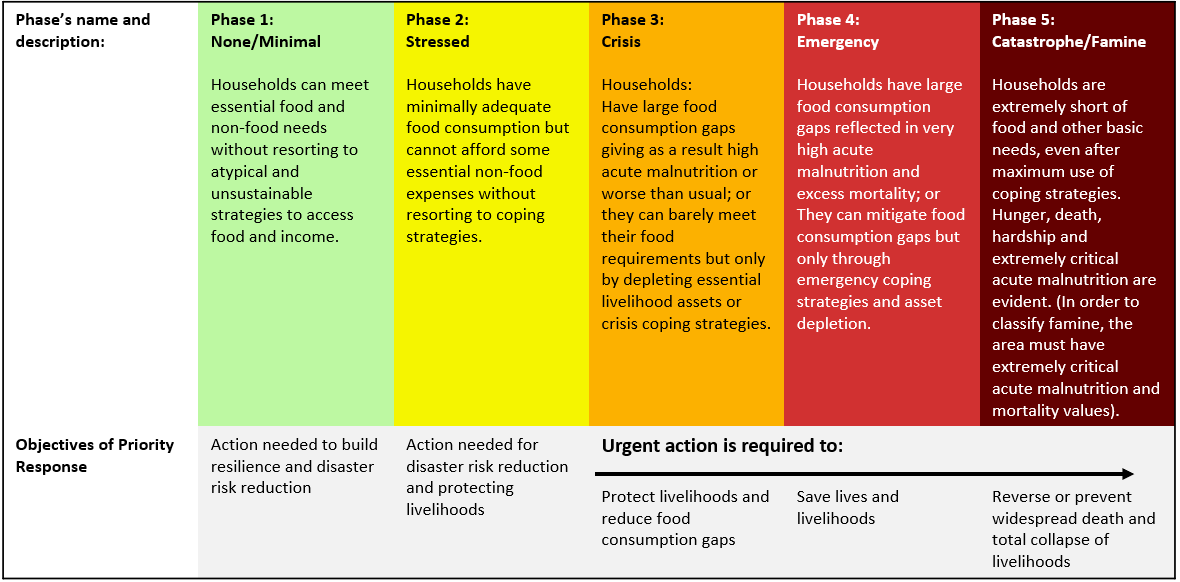 Phase's name and
description:
Phase 1:
None/Minimal
Households can meet
essential food and
non-food needs
without resorting to
atypical and
unsustainable
strategies to access
food and income.
Phase 2:
Stressed
Households have
minimally adequate
food consumption but
cannot afford some
essential non-food
expenses without
resorting to coping
strategies.
Phase 3:
Crisis
Households:
Have large food
consumption gaps
giving as a result high
acute malnutrition or
worse than usual; or
they can barely meet
their food
requirements but only
by depleting essential
livelihood assets or
crisis coping strategies.
Phase 4:
Emergency
Households have large
food consumption
gaps reflected in very
high acute
malnutrition and
excess mortality; or
They can mitigate food
consumption gaps but
only through
emergency coping
strategies and asset
depletion.
Phase 5:
Catastrophe/Famine
Households are
extremely short of
food and other basic
needs, even after
maximum use of
coping strategies.
Hunger, death,
hardship and
extremely critical
acute malnutrition are
evident. (In order to
classify famine, the
area must have
extremely critical
acute malnutrition and
mortality values).
Objectives of Priority
Response
Action needed to build
resilience and disaster
risk reduction
Action needed for
disaster risk reduction
and protecting
livelihoods
Urgent action is required to:
Protect livelihoods and
reduce food
consumption gaps
Save lives and
livelihoods
Reverse or prevent
widespread death and
total collapse of
livelihoods